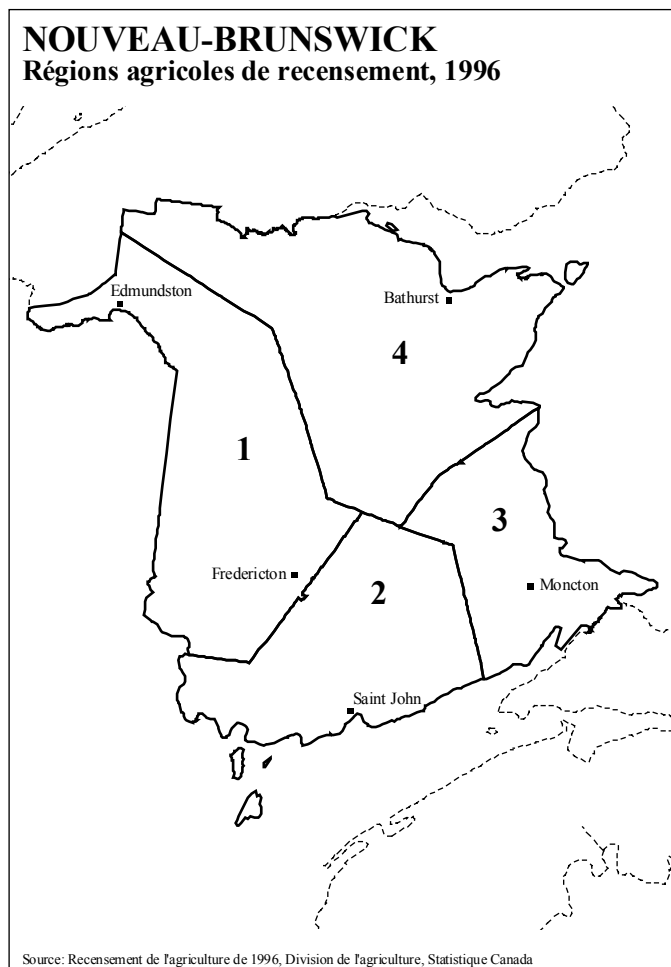 NOUVEAU-BRUNSWICK
Régions agricoles de recensement, 1996
Edmundston
Bathurst
4
1
3
Fredericton
Moncton
2
Saint John
Source: Recensement de l'agriculture de 1996, Division de l'agriculture, Statistique Canada